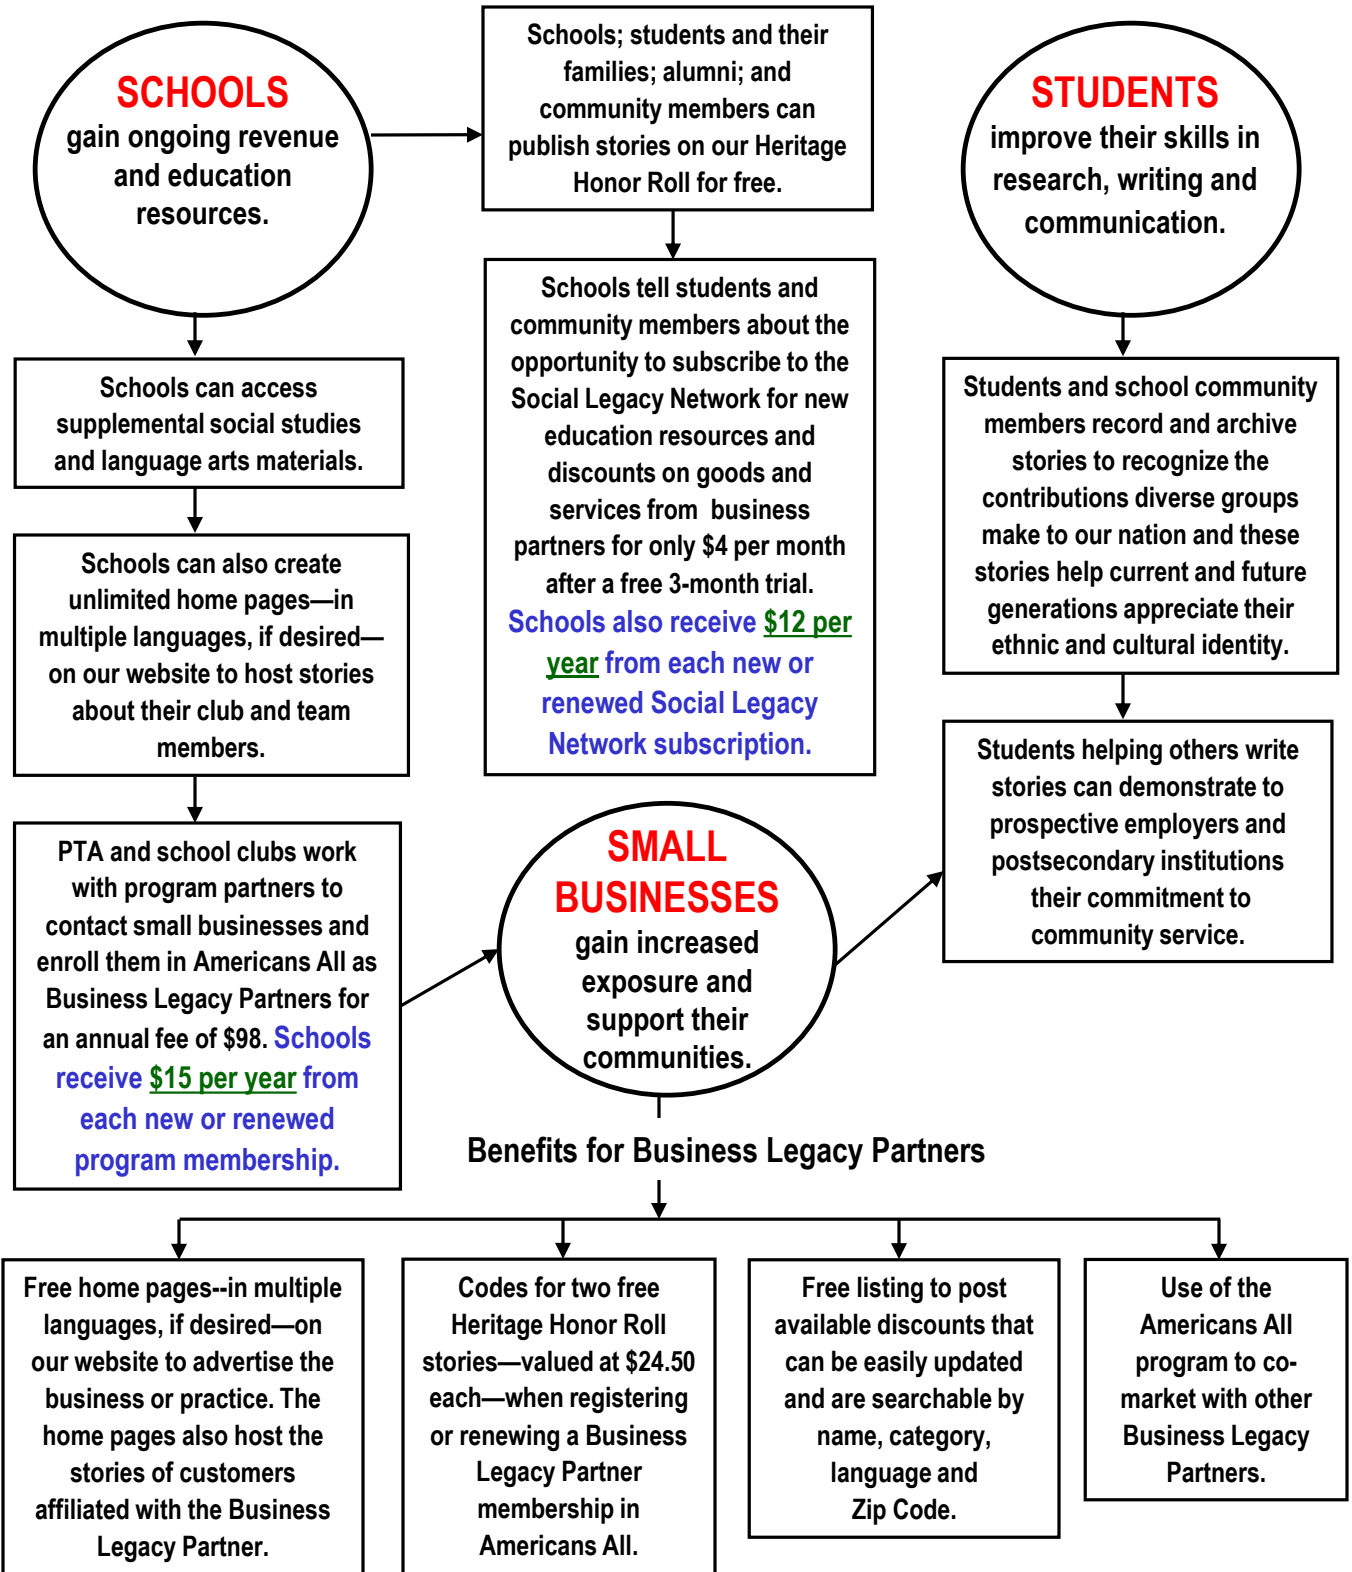 SCHOOLS
gain ongoing revenue
and education
resources.
Schools; students and their
families; alumni; and
community members can
publish stories on our Heritage
Honor Roll for free.
STUDENTS
improve their skills in
research, writing and
communication.
Schools can access
supplemental social studies
and language arts materials.
Schools can also create
unlimited home pages—in
multiple languages, if desired—
on our website to host stories
about their club and team
members.
PTA and school clubs work
with program partners to
contact small businesses and
enroll them in Americans All as
Business Legacy Partners for
an annual fee of $98. Schools
receive $15 per year from
each new or renewed
program membership.
Schools tell students and
community members about the
opportunity to subscribe to the
Social Legacy Network for new
education resources and
discounts on goods and
services from business
partners for only $4 per month
after a free 3-month trial.
Schools also receive $12 per
year from each new or
renewed Social Legacy
Network subscription.
Students and school community
members record and archive
stories to recognize the
contributions diverse groups
make to our nation and these
stories help current and future
generations appreciate their
ethnic and cultural identity.
Students helping others write
stories can demonstrate to
prospective employers and
postsecondary institutions
their commitment to
community service.
SMALL
BUSINESSES
gain increased
exposure and
support their
communities.
Benefits for Business Legacy Partners
Free home pages--in multiple
languages, if desired—on
our website to advertise the
business or practice. The
home pages also host the
stories of customers
affiliated with the Business
Legacy Partner.
Codes for two free
Heritage Honor Roll
stories—valued at $24.50
each—when registering
or renewing a Business
Legacy Partner
membership in
Americans All.
Free listing to post
available discounts that
can be easily updated
and are searchable by
name, category,
language and
Zip Code.
Use of the
Americans All
program to co-
market with other
Business Legacy
Partners.